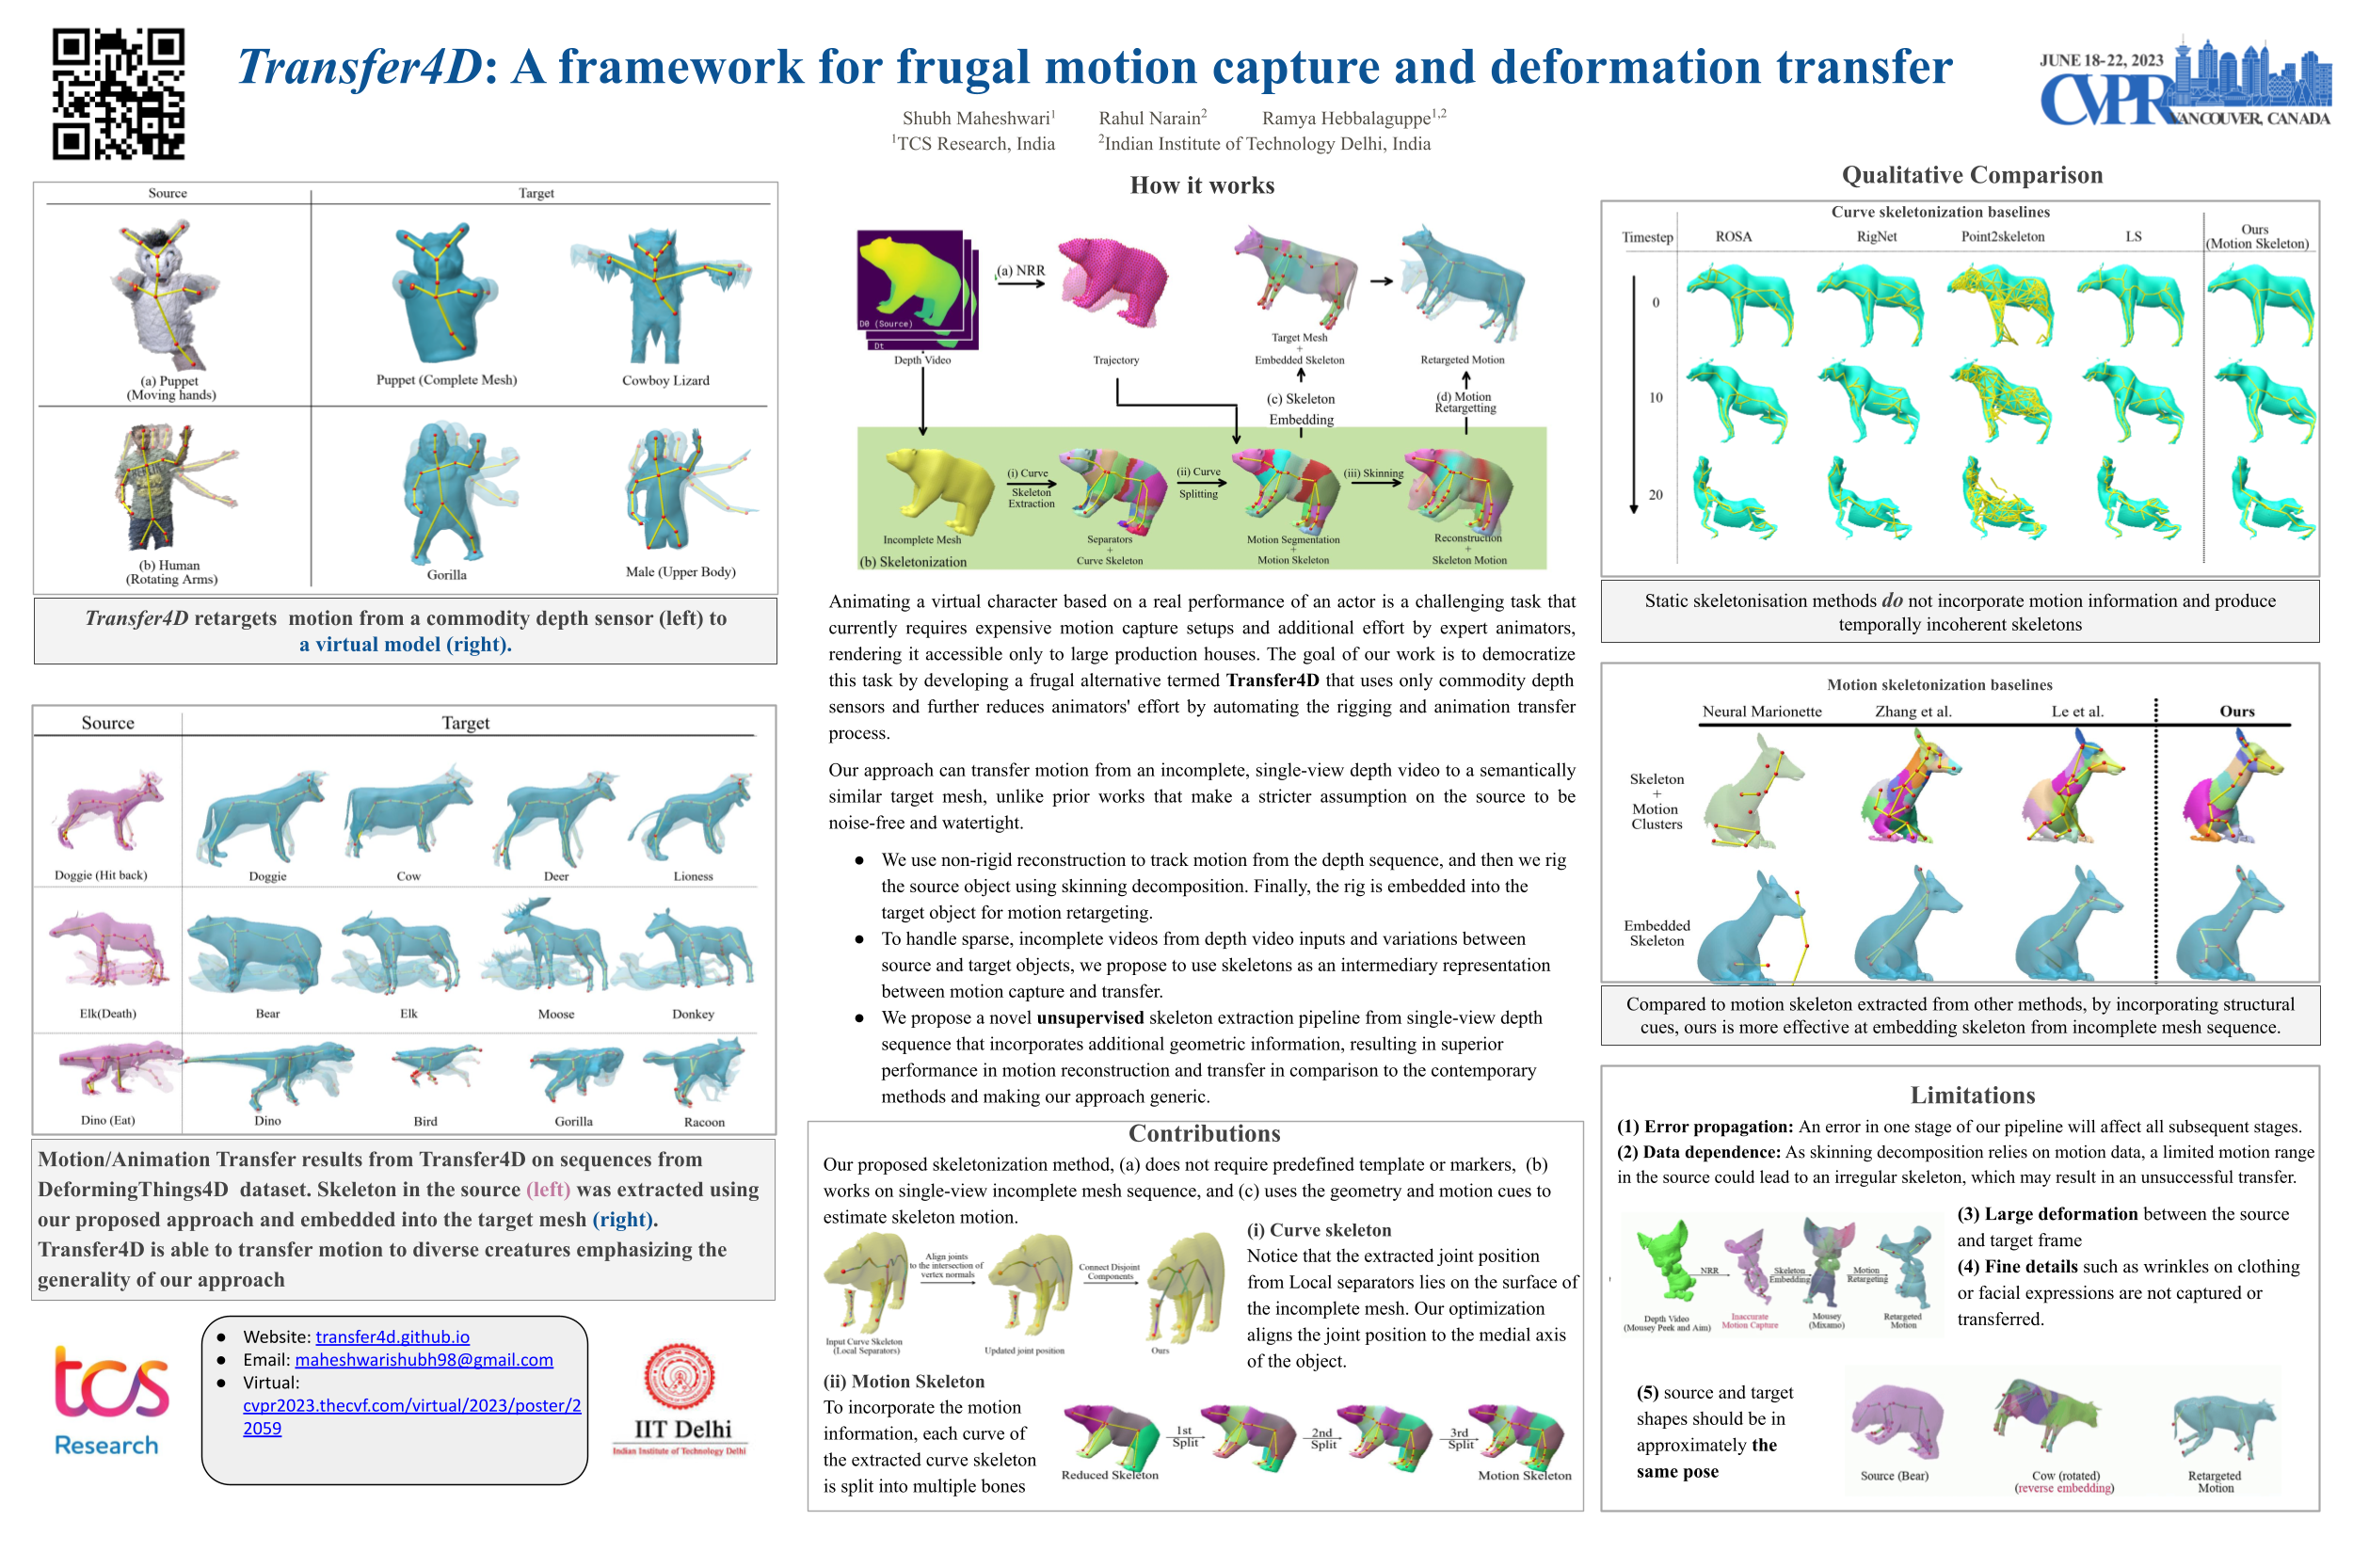 Transfer4D: A framework for frugal motion capture and deformation transfer
Shubh Maheshwari1 Rahul Narain2 Ramya Hebbalaguppe1,2
1TCS Research, India 2Indian Institute of Technology Delhi, India
JUNE 18-22, 2023
CVPR
VANCOUVER, CANADA
Source Target
(a) Puppet
(Moving hands)
Puppet (Complete Mesh)
Cowboy Lizard
(b) Human
(Rotating Arms)
Gorilla
Male (Upper Body)
Transfer4D retargets motion from a commodity depth sensor (left) to
a virtual model (right).
Source Target
Doggie (Hit back) Doggie Cow Deer Lioness
Elk(Death) Bear Elk Moose Donkey
Dino (Eat) Dino Bird Gorilla Racoon
Motion/Animation Transfer results from Transfer4D on sequences from
DeformingThings4D dataset. Skeleton in the source (left) was extracted using
our proposed approach and embedded into the target mesh (right).
Transfer4D is able to transfer motion to diverse creatures emphasizing the
generality of our approach
tcs
Research
● Website: transfer4d.github.io
● Email: maheshwarishubh98@gmail.com
● Virtual:
cvpr2023.thecvf.com/virtual/2023/poster/2
2059
IIT Delhi
Indian Institute of Technology Delhi
How it works
D0 (Source)
Dt
Depth Video
(a) NRR
Trajectory
Target Mesh
+
Embedded Skeleton
Retargeted Motion
(c) Skeleton
Embedding
(d) Motion
Retargetting
Incomplete Mesh
(i) Curve
Skeleton
Extraction
Separators
+
Curve Skeleton
(ii) Curve
Splitting
Motion Segmentation
+
Motion Skeleton
(iii) Skinning
Reconstruction
+
Skeleton Motion
(b) Skeletonization
Animating a virtual character based on a real performance of an actor is a challenging task that
currently requires expensive motion capture setups and additional effort by expert animators,
rendering it accessible only to large production houses. The goal of our work is to democratize
this task by developing a frugal alternative termed Transfer4D that uses only commodity depth
sensors and further reduces animators' effort by automating the rigging and animation transfer
process.
Our approach can transfer motion from an incomplete, single-view depth video to a semantically
similar target mesh, unlike prior works that make a stricter assumption on the source to be
noise-free and watertight.
● We use non-rigid reconstruction to track motion from the depth sequence, and then we rig
the source object using skinning decomposition. Finally, the rig is embedded into the
target object for motion retargeting.
● To handle sparse, incomplete videos from depth video inputs and variations between
source and target objects, we propose to use skeletons as an intermediary representation
between motion capture and transfer.
● We propose a novel unsupervised skeleton extraction pipeline from single-view depth
sequence that incorporates additional geometric information, resulting in superior
performance in motion reconstruction and transfer in comparison to the contemporary
methods and making our approach generic.
Contributions
Our proposed skeletonization method, (a) does not require predefined template or markers, (b)
works on single-view incomplete mesh sequence, and (c) uses the geometry and motion cues to
estimate skeleton motion.
Input Curve Skeleton
(Local Separators)
Align joints
to the intersection of
vertex normals
Updated joint position
Connect Disjoint
Components
Ours
(i) Curve skeleton
Notice that the extracted joint position
from Local separators lies on the surface of
the incomplete mesh. Our optimization
aligns the joint position to the medial axis
of the object.
(ii) Motion Skeleton
To incorporate the motion
information, each curve of
the extracted curve skeleton
is split into multiple bones
Reduced Skeleton
1st
Split
2nd
Split
3rd
Split
Motion Skeleton
Qualitative Comparison
Curve skeletonization baselines
Timestep ROSA RigNet Point2skeleton LS Ours
(Motion Skeleton)
0
10
20
Static skeletonisation methods do not incorporate motion information and produce
temporally incoherent skeletons
Motion skeletonization baselines
Neural Marionette Zhang et al. Le et al. Ours
Skeleton
+
Motion
Clusters
Embedded
Skeleton
Compared to motion skeleton extracted from other methods, by incorporating structural
cues, ours is more effective at embedding skeleton from incomplete mesh sequence.
Limitations
(1) Error propagation: An error in one stage of our pipeline will affect all subsequent stages.
(2) Data dependence: As skinning decomposition relies on motion data, a limited motion range
in the source could lead to an irregular skeleton, which may result in an unsuccessful transfer.
Depth Video
(Mousey Peek and Aim)
NRR
Inaccurate
Motion Capture
Skeleton
Embedding
Mousey
(Mixamo)
Motion
Retargeting
Retargeted
Motion
(3) Large deformation between the source
and target frame
(4) Fine details such as wrinkles on clothing
or facial expressions are not captured or
transferred.
(5) source and target
shapes should be in
approximately the
same pose
Source (Bear)
Cow (rotated)
(reverse embedding)
Retargeted
Motion